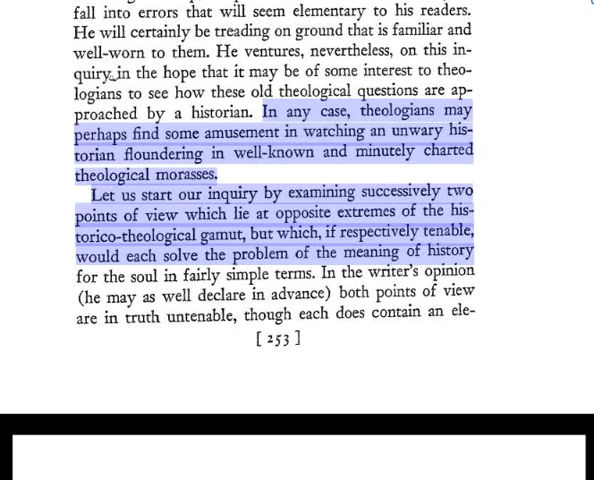 fall into errors that will seem elementary to his readers.
He will certainly be treading on ground that is familiar and
well-worn to them. He ventures, nevertheless, on this in-
quiry in the hope that it may be of some interest to theo-
logians to see how these old theological questions are ap-
proached by a historian. In any case, theologians may
perhaps find some amusement in watching an unwary his-
torian floundering in well-known and minutely charted
theological morasses.
Let us start our inquiry by examining successively two
points of view which lie at opposite extremes of the his-
torico-theological gamut, but which, if respectively tenable,
would each solve the problem of the meaning of history
for the soul in fairly simple terms. In the writer's opinion
(he may as well declare in advance) both points of view
are in truth untenable, though each does contain an ele-
[ 253 ]